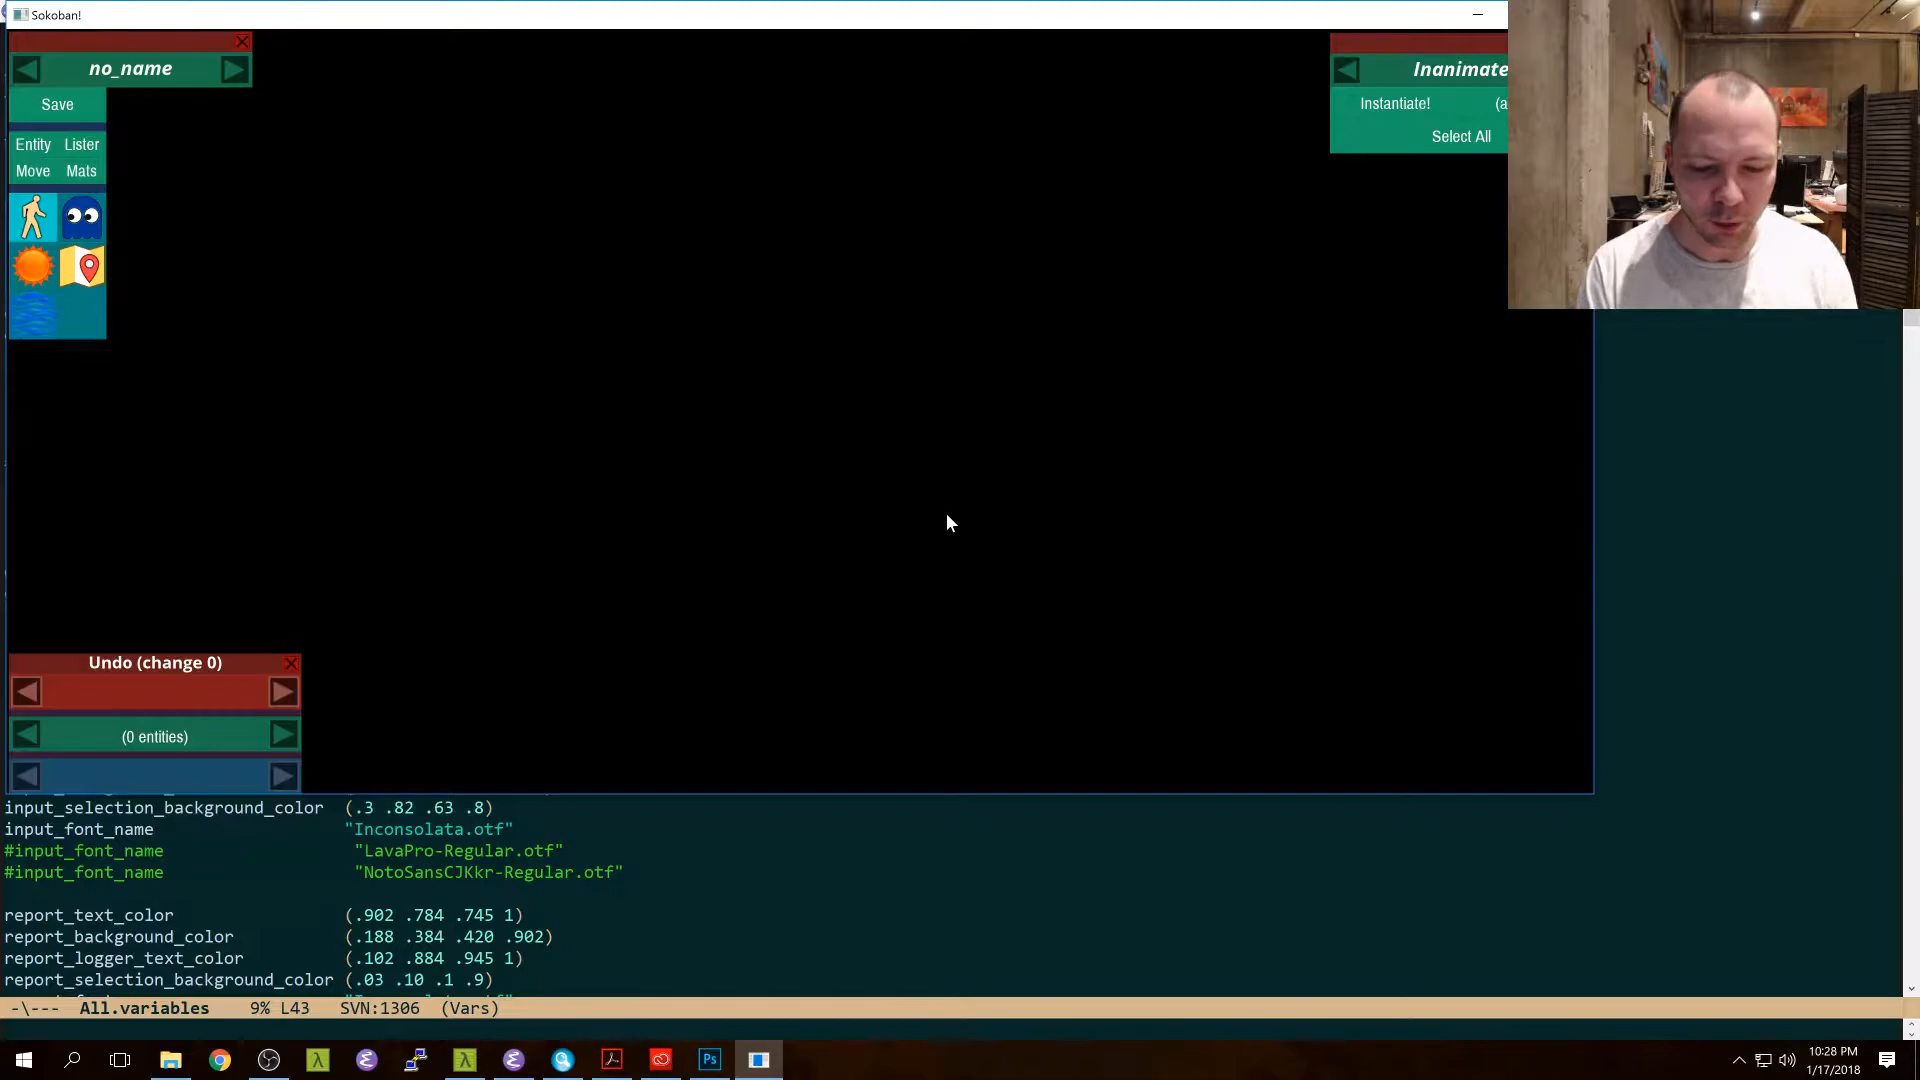 Sokoban!
no_name
Save
Entity Lister
Move Mats
Inanimate
Instantiate! (a
Select All
Undo (change 0)
(0 entities)
input_selection_background_color (.3 .82 .63 .8)
input_font_name "Inconsolata.otf"
#input_font_name "LavaPro-Regular.otf"
#input_font_name "NotoSansCJKkr-Regular.otf"
report_text_color (.902 .784 .745 1)
report_background_color (.188 .384 .420 .902)
report_logger_text_color (.102 .884 .945 1)
report_selection_background_color (.03 .10 .1 .9)
-\--- All.variables 9% L43 SVN:1306 (Vars)
Ps
10:28 PM
1/17/2018